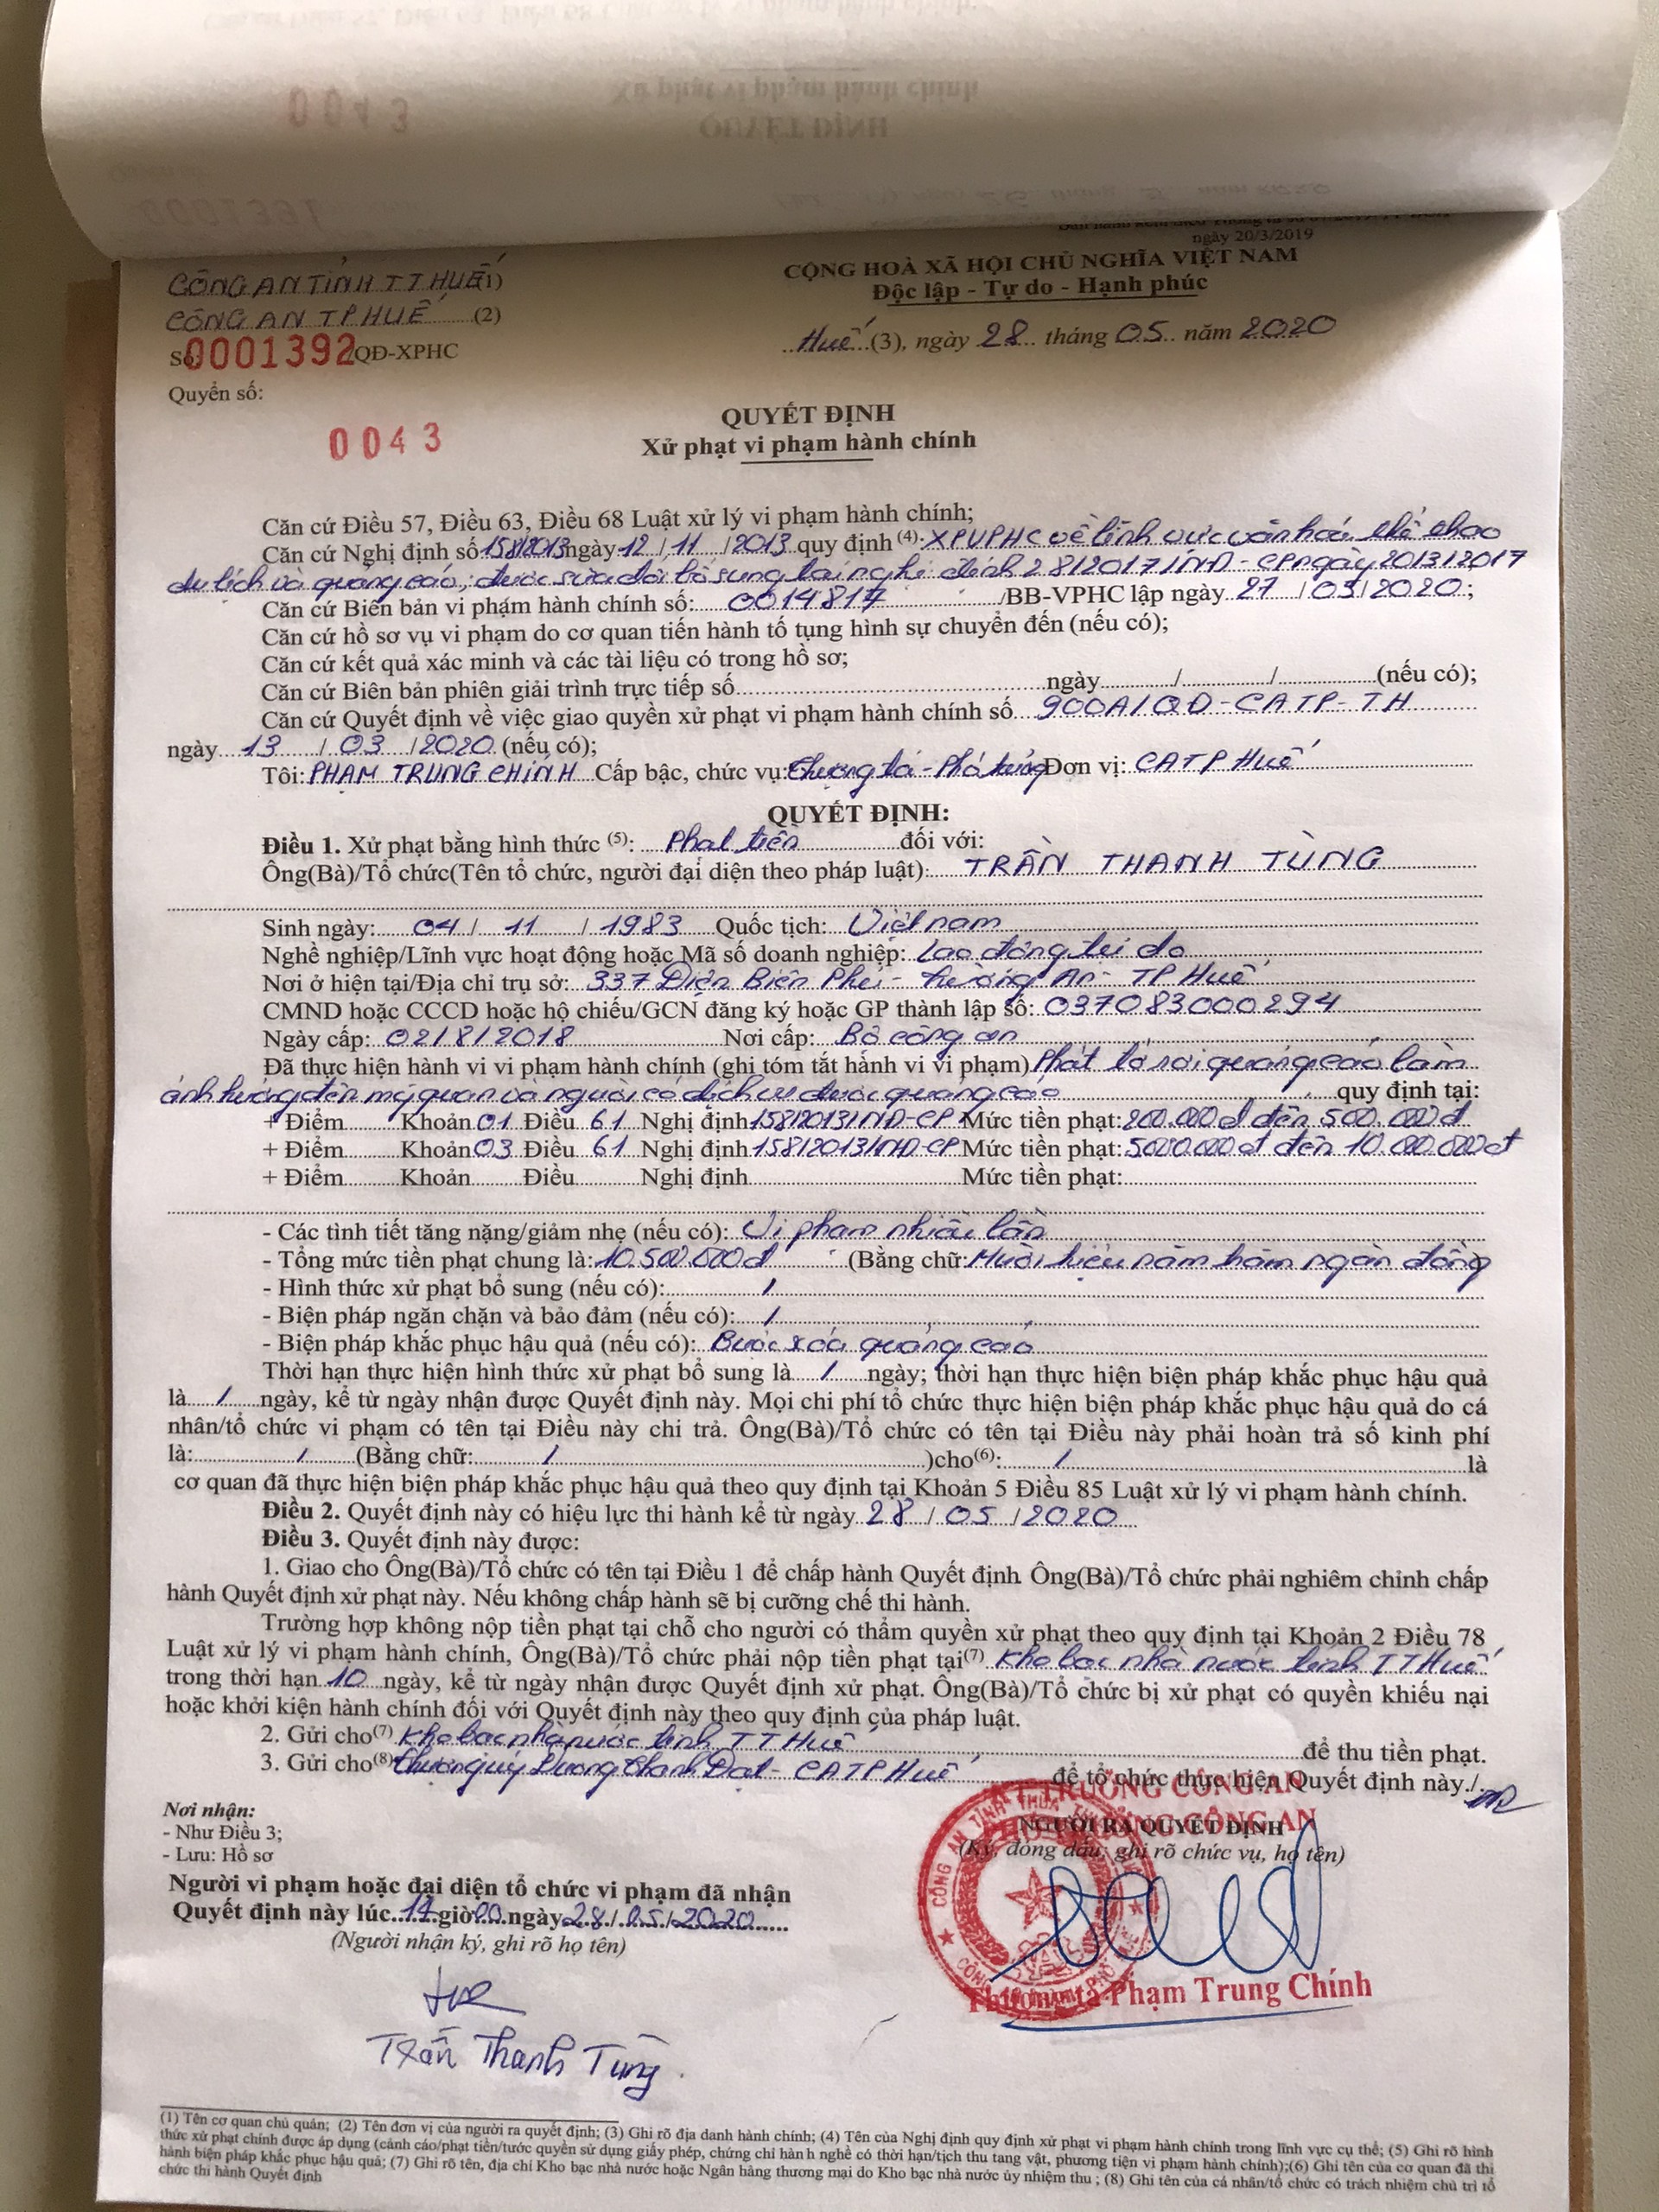 ngày 20/3/2019
CÔNG AN TỈNH TT HUẾ (1)
CỘNG HOÀ XÃ HỘI CHỦ NGHĨA VIỆT NAM
CÔNG AN TP HUẾ (2)
Độc lập - Tự do - Hạnh phúc
Số 0001392 QĐ-XPHC
Huế (3), ngày 28 tháng 05 năm 2020
Quyển số:
0043
QUYẾT ĐỊNH
Xử phạt vi phạm hành chính
Căn cứ Điều 57, Điều 63, Điều 68 Luật xử lý vi phạm hành chính;
Căn cứ Nghị định số 158/2013 ngày 12/11/2013 quy định (4): XPVPHC về lĩnh vực văn hoá, thể thao
du lịch và quảng cáo, được sửa đổi bổ sung tại nghị định 28/2017/NĐ-CP ngày 20/3/2017
Căn cứ Biên bản vi phạm hành chính số: 0014817 /BB-VPHC lập ngày 27/05/2020;
Căn cứ hồ sơ vụ vi phạm do cơ quan tiến hành tố tụng hình sự chuyển đến (nếu có);
Căn cứ kết quả xác minh và các tài liệu có trong hồ sơ;
Căn cứ Biên bản phiên giải trình trực tiếp số ngày / / (nếu có);
Căn cứ Quyết định về việc giao quyền xử phạt vi phạm hành chính số 900A/QĐ-CATP-TH
ngày 13/03/2020 (nếu có);
Tôi: PHẠM TRUNG CHÍNH Cấp bậc, chức vụ: Thượng tá - Phó trưởng Đơn vị: CATP Huế
QUYẾT ĐỊNH:
Điều 1. Xử phạt bằng hình thức (5): Phạt tiền đối với:
Ông(Bà)/Tổ chức(Tên tổ chức, người đại diện theo pháp luật): TRẦN THANH TÙNG
Sinh ngày: 04/11/1983 Quốc tịch: Việt nam
Nghề nghiệp/Lĩnh vực hoạt động hoặc Mã số doanh nghiệp: Lao động tự do
Nơi ở hiện tại/Địa chỉ trụ sở: 337 Điện Biên Phủ - Trường An - TP Huế
CMND hoặc CCCD hoặc hộ chiếu/GCN đăng ký hoặc GP thành lập số: 037083000294
Ngày cấp: 02/8/2018 Nơi cấp: Bộ công an
Đã thực hiện hành vi vi phạm hành chính (ghi tóm tắt hành vi vi phạm) Phát tờ rơi quảng cáo làm
ảnh hưởng đến mỹ quan và người có dịch vụ được quảng cáo quy định tại:
+ Điểm Khoản 01 Điều 61 Nghị định 158/2013/NĐ-CP Mức tiền phạt: 200.000đ đến 500.000đ
+ Điểm Khoản 03 Điều 61 Nghị định 158/2013/NĐ-CP Mức tiền phạt: 5000.000đ đến 10.000.000đ
+ Điểm Khoản Điều Nghị định Mức tiền phạt:
- Các tình tiết tăng nặng/giảm nhẹ (nếu có): Vi phạm nhiều lần
- Tổng mức tiền phạt chung là: 10.500.000đ (Bằng chữ: Mười triệu năm trăm ngàn đồng
- Hình thức xử phạt bổ sung (nếu có): /
- Biện pháp ngăn chặn và bảo đảm (nếu có): /
- Biện pháp khắc phục hậu quả (nếu có): Buộc xoá quảng cáo
Thời hạn thực hiện hình thức xử phạt bổ sung là / ngày; thời hạn thực hiện biện pháp khắc phục hậu quả
là / ngày, kể từ ngày nhận được Quyết định này. Mọi chi phí tổ chức thực hiện biện pháp khắc phục hậu quả do cá
nhân/tổ chức vi phạm có tên tại Điều này chi trả. Ông(Bà)/Tổ chức có tên tại Điều này phải hoàn trả số kinh phí
là: / (Bằng chữ: / )cho(6): / là
cơ quan đã thực hiện biện pháp khắc phục hậu quả theo quy định tại Khoản 5 Điều 85 Luật xử lý vi phạm hành chính.
Điều 2. Quyết định này có hiệu lực thi hành kể từ ngày 28/05/2020
Điều 3. Quyết định này được:
1. Giao cho Ông(Bà)/Tổ chức có tên tại Điều 1 để chấp hành Quyết định Ông(Bà)/Tổ chức phải nghiêm chỉnh chấp
hành Quyết định xử phạt này. Nếu không chấp hành sẽ bị cưỡng chế thi hành.
Trường hợp không nộp tiền phạt tại chỗ cho người có thẩm quyền xử phạt theo quy định tại Khoản 2 Điều 78
Luật xử lý vi phạm hành chính, Ông(Bà)/Tổ chức phải nộp tiền phạt tại(7) Kho bạc nhà nước tỉnh TT Huế
trong thời hạn 10 ngày, kể từ ngày nhận được Quyết định xử phạt. Ông(Bà)/Tổ chức bị xử phạt có quyền khiếu nại
hoặc khởi kiện hành chính đối với Quyết định này theo quy định của pháp luật.
2. Gửi cho(7) Kho bạc nhà nước tỉnh TT Huế để thu tiền phạt.
3. Gửi cho(8) Thượng úy Dương Thanh Đạt - CATP Huế để tổ chức thực hiện Quyết định này./.
Nơi nhận:
- Như Điều 3;
- Lưu: Hồ sơ
TRƯỞNG CÔNG AN
NGƯỜI RA QUYẾT ĐỊNH
(Ký, đóng dấu, ghi rõ chức vụ, họ tên)
Người vi phạm hoặc đại diện tổ chức vi phạm đã nhận
Quyết định này lúc 14 giờ 00 ngày 28/05/2020
(Người nhận ký, ghi rõ họ tên)
Thượng tá Phạm Trung Chính
Trần Thanh Tùng
(1) Tên cơ quan chủ quản; (2) Tên đơn vị của người ra quyết định; (3) Ghi rõ địa danh hành chính; (4) Tên của Nghị định quy định xử phạt vi phạm hành chính trong lĩnh vực cụ thể; (5) Ghi rõ hình
thức xử phạt chính được áp dụng (cảnh cáo/phạt tiền/tước quyền sử dụng giấy phép, chứng chỉ hành nghề có thời hạn/tịch thu tang vật, phương tiện vi phạm hành chính);(6) Ghi tên của cơ quan đã thi
hành biện pháp khắc phục hậu quả; (7) Ghi rõ tên, địa chỉ Kho bạc nhà nước hoặc Ngân hàng thương mại do Kho bạc nhà nước ủy nhiệm thu ; (8) Ghi tên của cá nhân/tổ chức có trách nhiệm chủ trì tổ
chức thi hành Quyết định